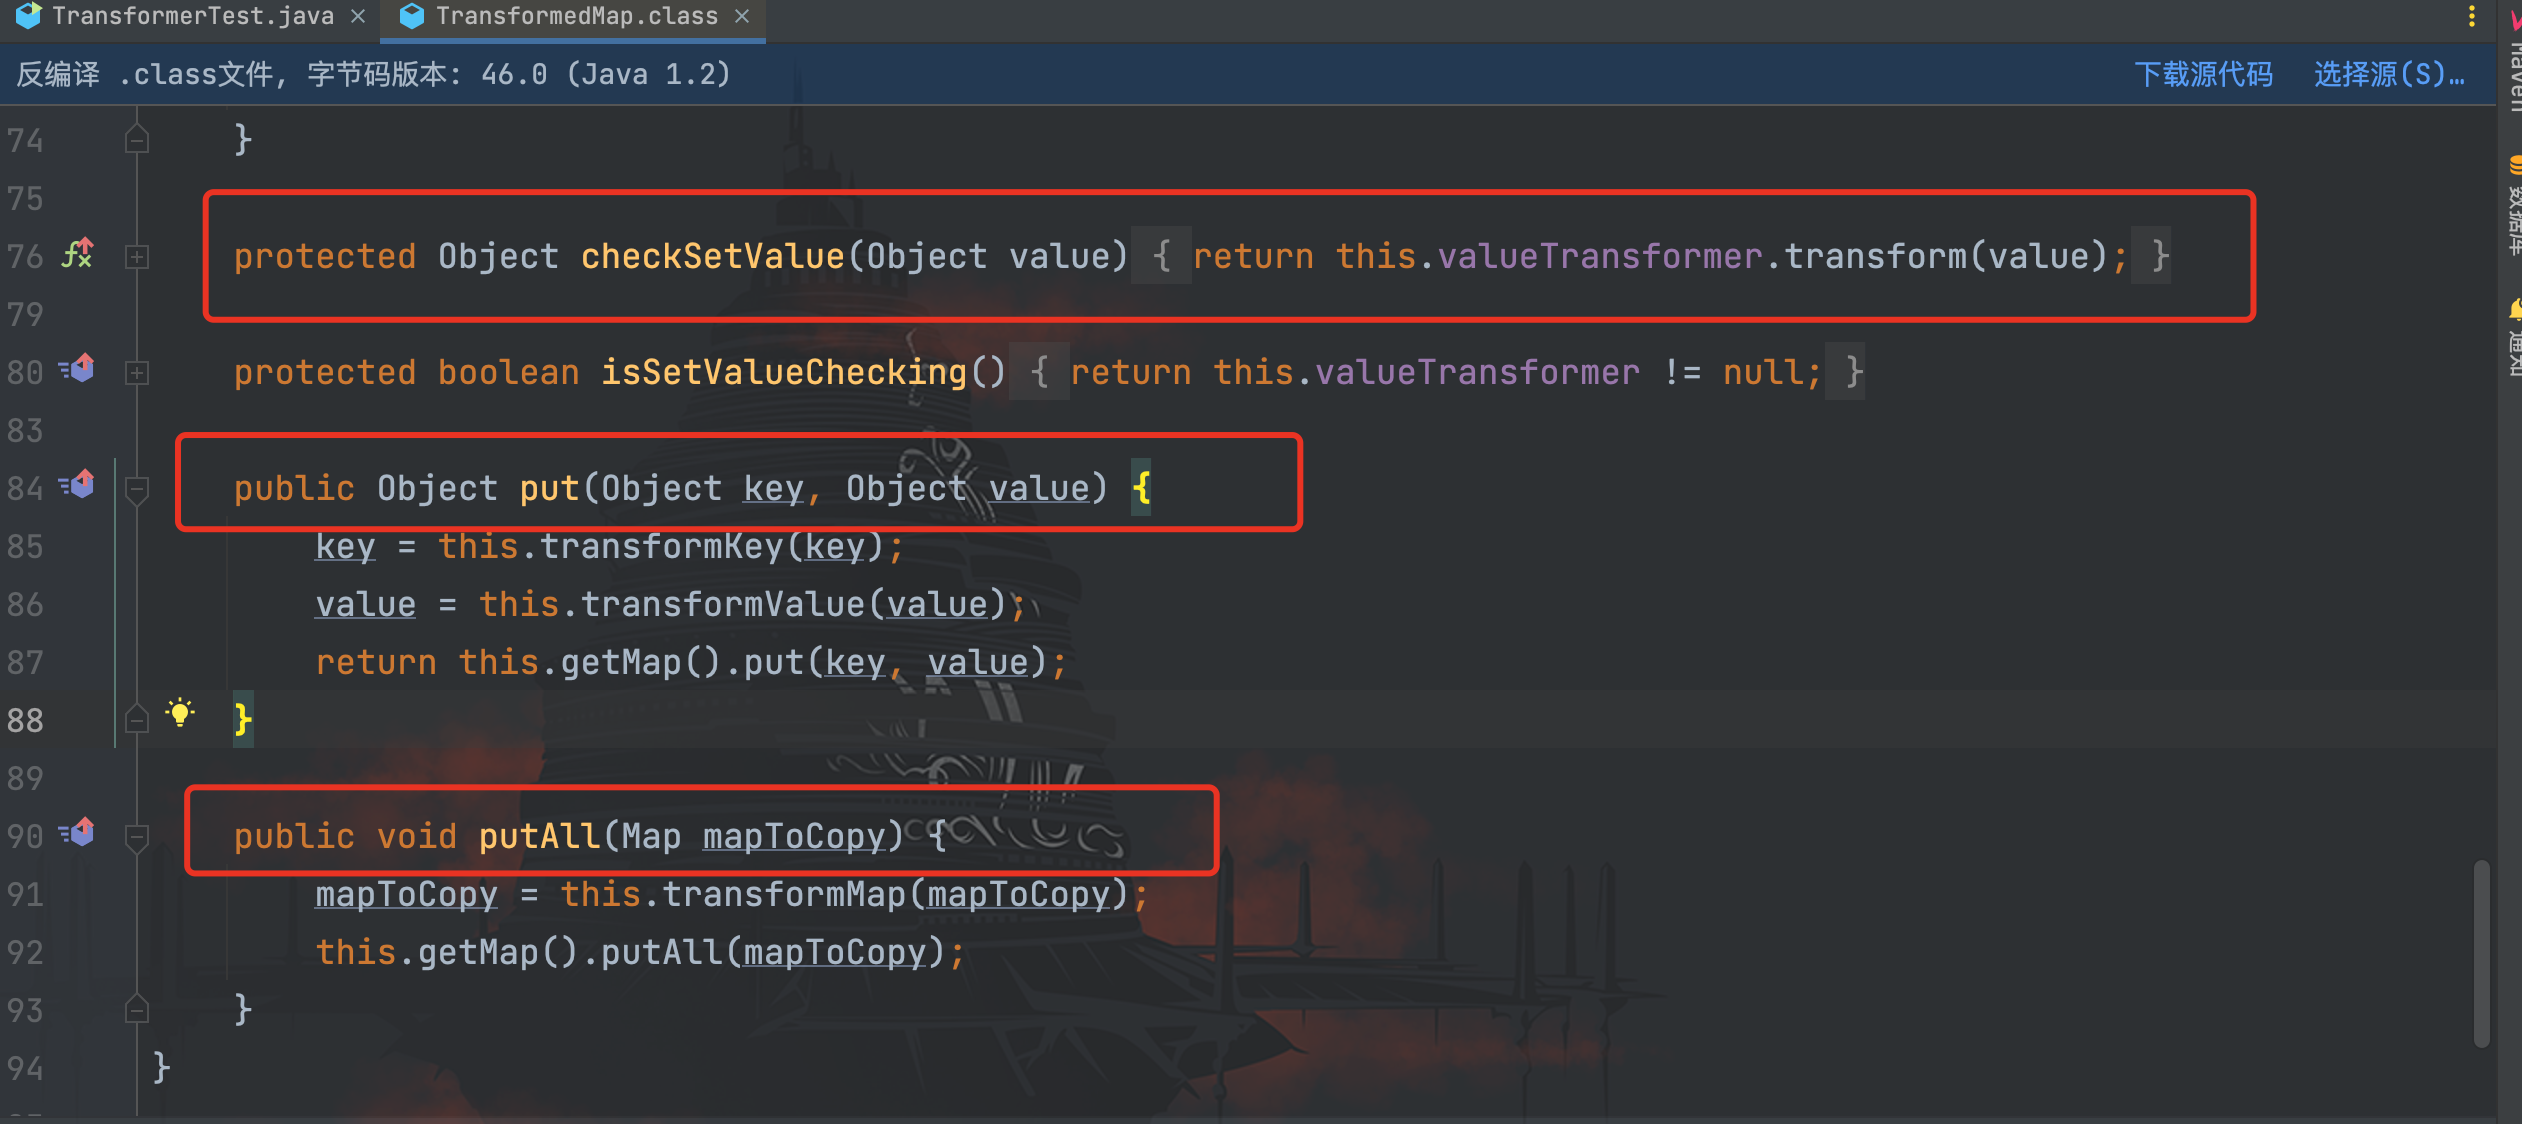 TransformerTest.java
TransformedMap.class
反编译 .class文件, 字节码版本: 46.0 (Java 1.2)
下载源代码 选择源(S)…
74 }
75
76 protected Object checkSetValue(Object value) { return this.valueTransformer.transform(value); }
79
80 protected boolean isSetValueChecking() { return this.valueTransformer != null; }
83
84 public Object put(Object key, Object value) {
85 key = this.transformKey(key);
86 value = this.transformValue(value);
87 return this.getMap().put(key, value);
88 }
89
90 public void putAll(Map mapToCopy) {
91 mapToCopy = this.transformMap(mapToCopy);
92 this.getMap().putAll(mapToCopy);
93 }
94 }
Maven
数据库
通知